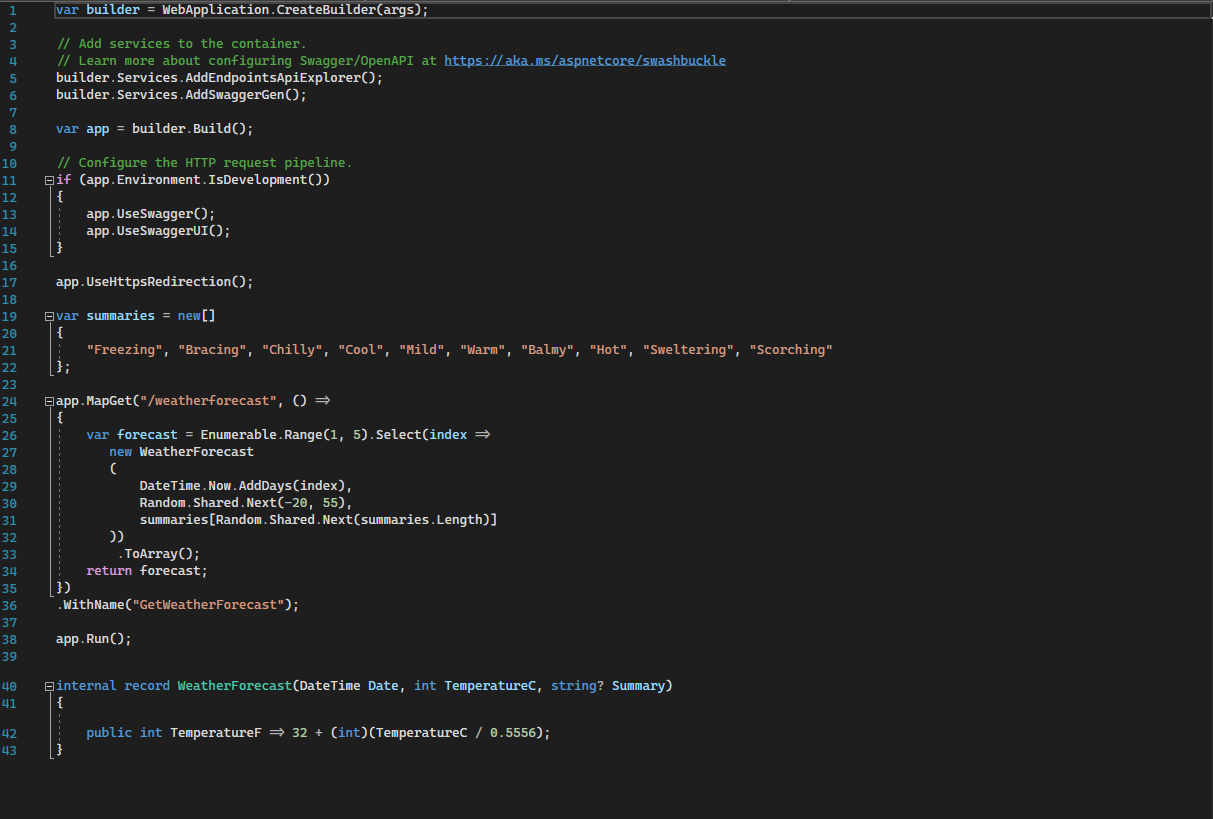 1 var builder = WebApplication.CreateBuilder(args);
2
3 // Add services to the container.
4 // Learn more about configuring Swagger/OpenAPI at https://aka.ms/aspnetcore/swashbuckle
5 builder.Services.AddEndpointsApiExplorer();
6 builder.Services.AddSwaggerGen();
7
8 var app = builder.Build();
9
10 // Configure the HTTP request pipeline.
11 if (app.Environment.IsDevelopment())
12 {
13     app.UseSwagger();
14     app.UseSwaggerUI();
15 }
16
17 app.UseHttpsRedirection();
18
19 var summaries = new[]
20 {
21     "Freezing", "Bracing", "Chilly", "Cool", "Mild", "Warm", "Balmy", "Hot", "Sweltering", "Scorching"
22 };
23
24 app.MapGet("/weatherforecast", () =>
25 {
26     var forecast = Enumerable.Range(1, 5).Select(index =>
27        new WeatherForecast
28        (
29            DateTime.Now.AddDays(index),
30            Random.Shared.Next(-20, 55),
31            summaries[Random.Shared.Next(summaries.Length)]
32        ))
33         .ToArray();
34     return forecast;
35 })
36 .WithName("GetWeatherForecast");
37
38 app.Run();
39
40 internal record WeatherForecast(DateTime Date, int TemperatureC, string? Summary)
41 {
42     public int TemperatureF => 32 + (int)(TemperatureC / 0.5556);
43 }